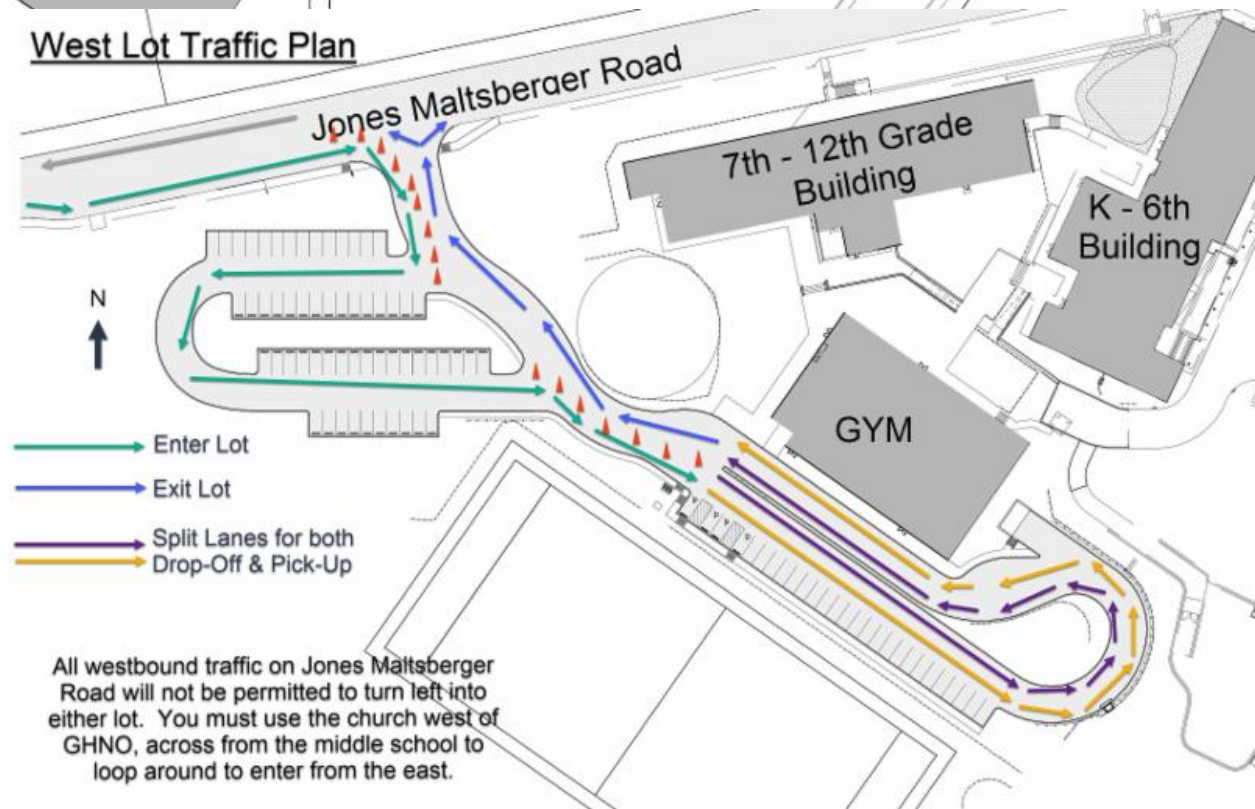 West Lot Traffic Plan
Jones Maltsberger Road
7th - 12th Grade
Building
K - 6th
Building
N
GYM
Enter Lot
Exit Lot
Split Lanes for both
Drop-Off & Pick-Up
All westbound traffic on Jones Maltsberger
Road will not be permitted to turn left into
either lot. You must use the church west of
GHNO, across from the middle school to
loop around to enter from the east.